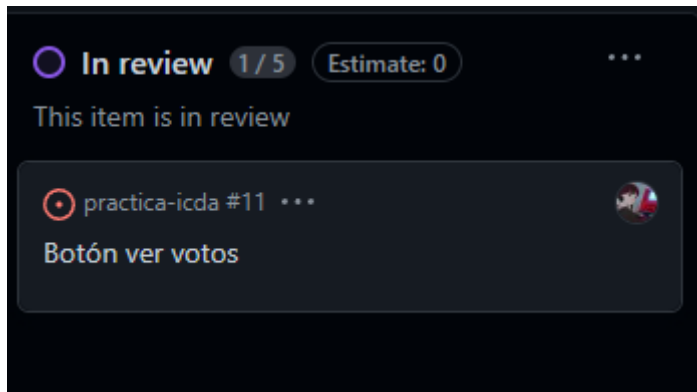 In review 1 / 5 Estimate: 0
This item is in review
practica-icda #11
Botón ver votos